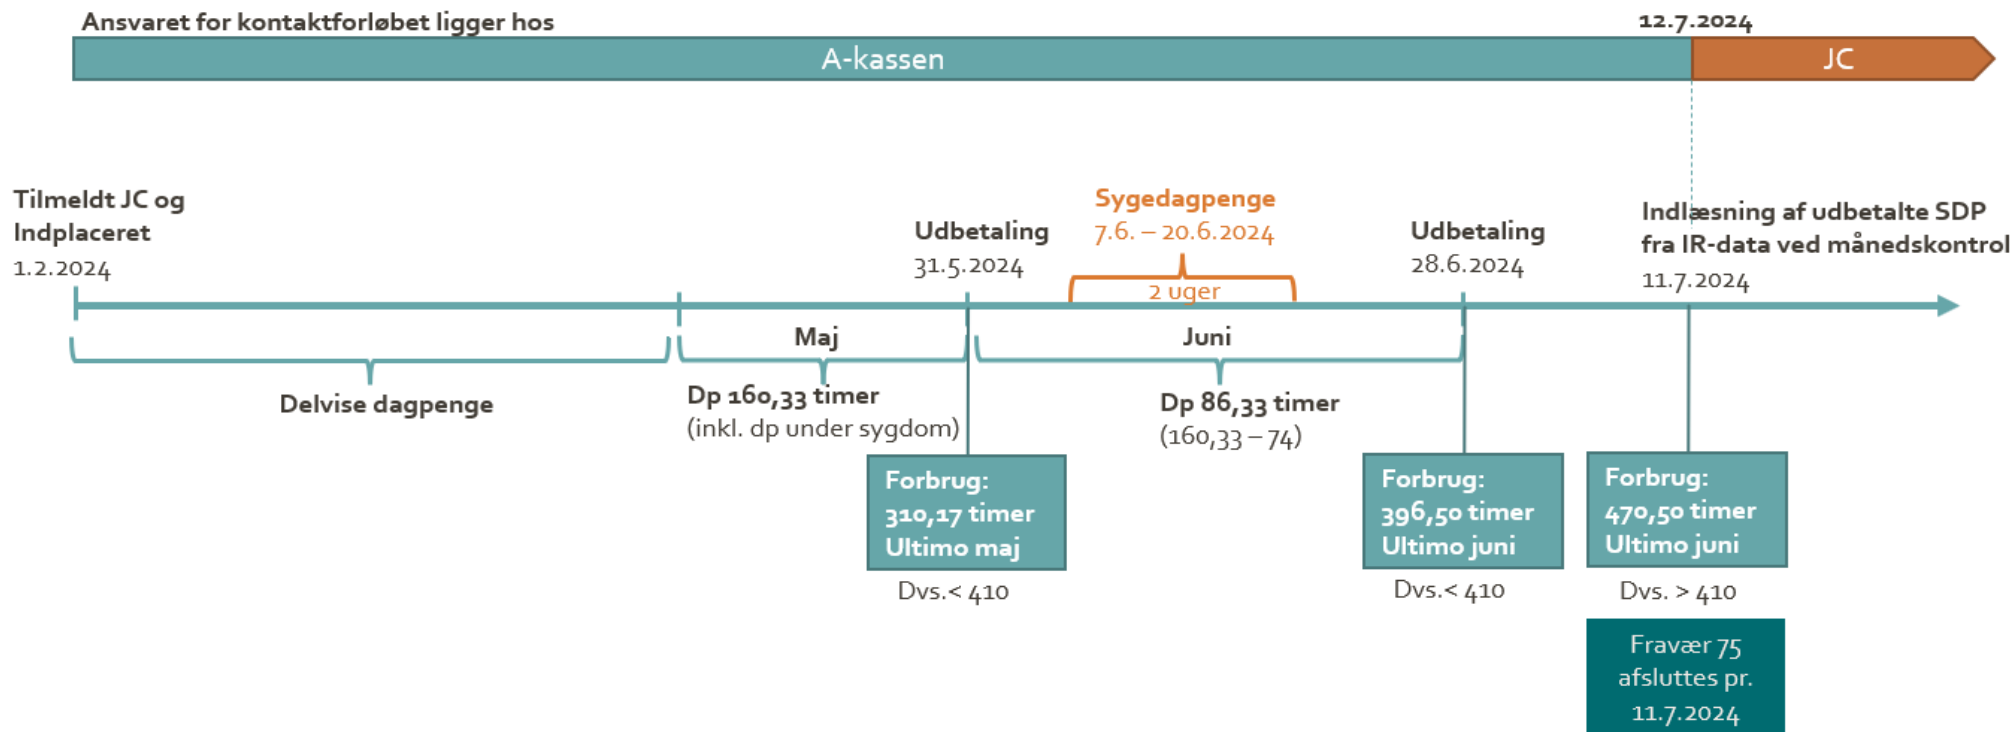 Ansvaret for kontaktforløbet ligger hos
12.7.2024
A-kassen
JC
Tilmeldt JC og
Indplaceret
1.2.2024
Udbetaling
31.5.2024
Sygedagpenge
7.6. – 20.6.2024
2 uger
Udbetaling
28.6.2024
Indlæsning af udbetalte SDP
fra IR-data ved månedskontrol
11.7.2024
Delvise dagpenge
Maj
Dp 160,33 timer
(inkl. dp under sygdom)
Juni
Dp 86,33 timer
(160,33 – 74)
Forbrug:
310,17 timer
Ultimo maj
Dvs.< 410
Forbrug:
396,50 timer
Ultimo juni
Dvs.< 410
Forbrug:
470,50 timer
Ultimo juni
Dvs. > 410
Fravær 75
afsluttes pr.
11.7.2024